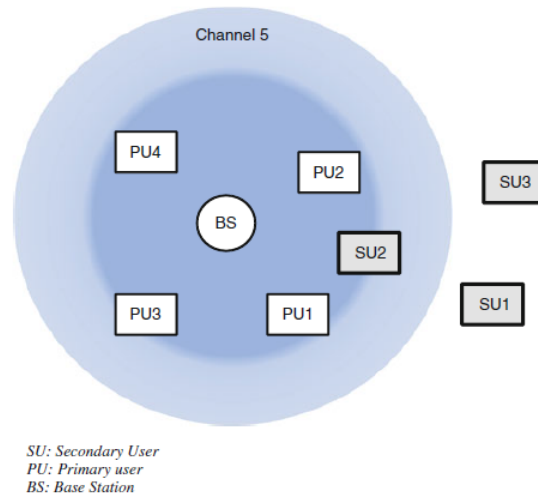 Channel 5
PU4
PU2
SU3
BS
SU2
PU3
PU1
SU1
SU: Secondary User
PU: Primary user
BS: Base Station